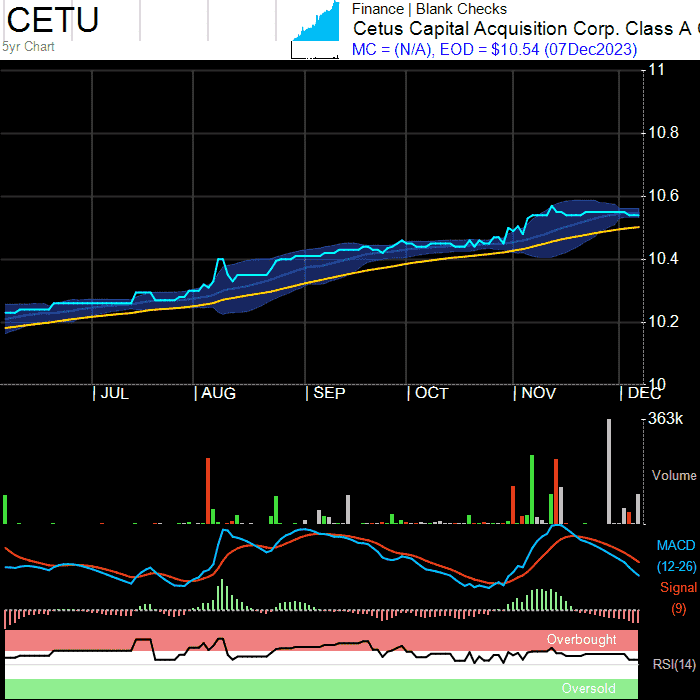 CETU
5yr Chart
Finance | Blank Checks
Cetus Capital Acquisition Corp. Class A
MC = (N/A), EOD = $10.54 (07Dec2023)
11
10.8
10.6
10.4
10.2
10
JUL
AUG
SEP
OCT
NOV
DEC
363k
Volume
MACD
(12-26)
Signal
(9)
Overbought
RSI(14)
Oversold